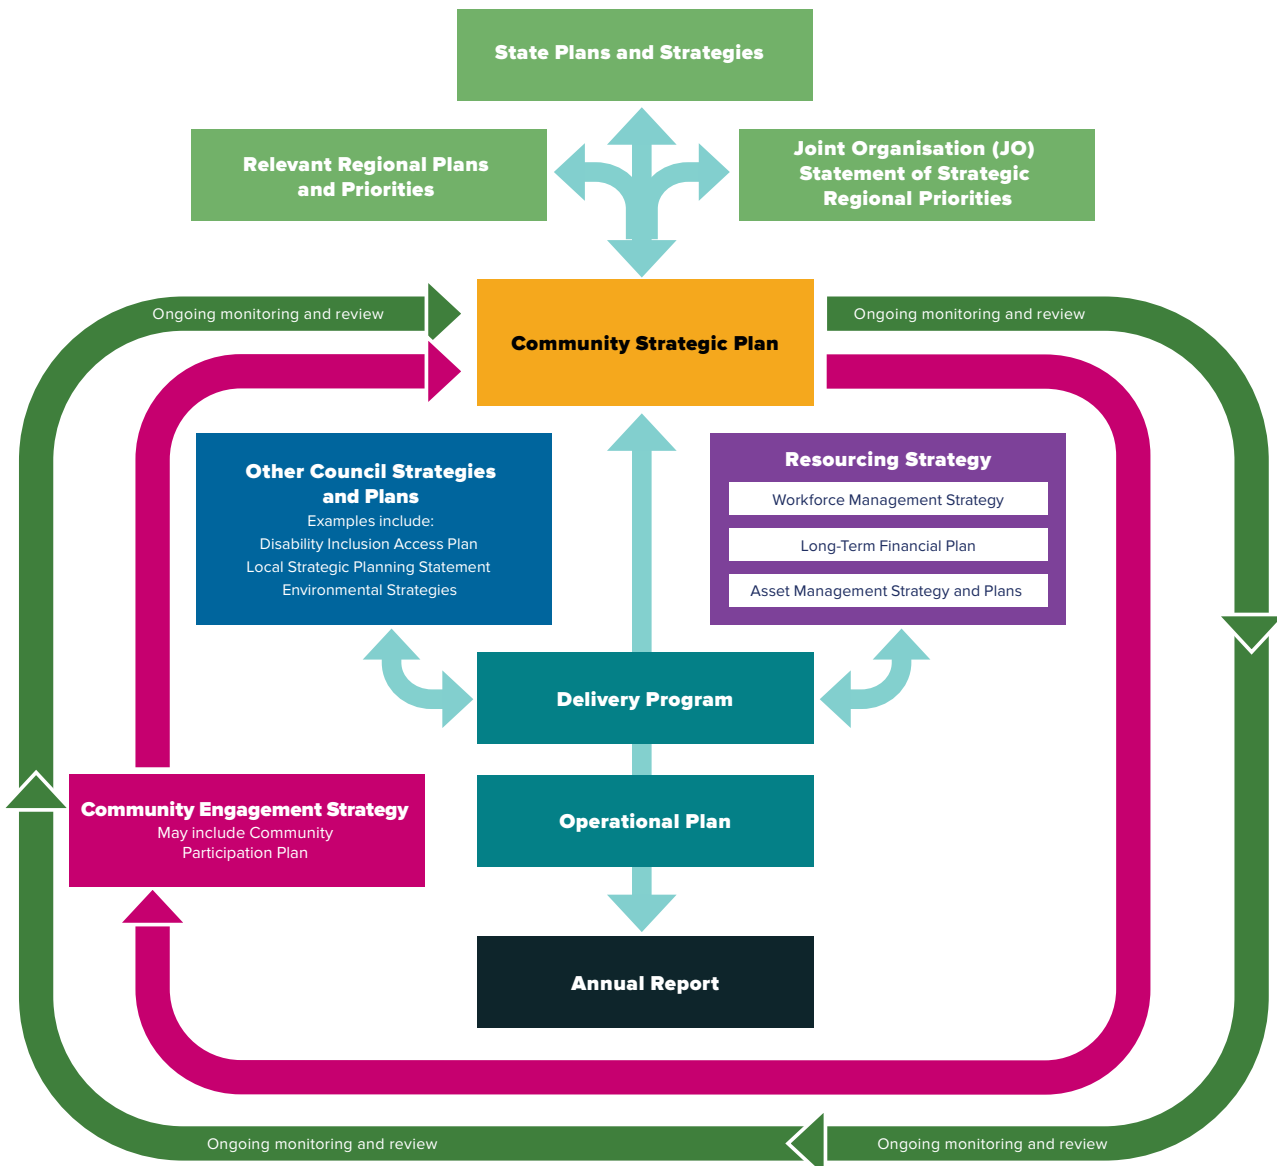 State Plans and Strategies
Relevant Regional Plans
and Priorities
Joint Organisation (JO)
Statement of Strategic
Regional Priorities
Ongoing monitoring and review
Community Strategic Plan
Ongoing monitoring and review
Other Council Strategies
and Plans
Examples include:
Disability Inclusion Access Plan
Local Strategic Planning Statement
Environmental Strategies
Resourcing Strategy
Workforce Management Strategy
Long-Term Financial Plan
Asset Management Strategy and Plans
Delivery Program
Community Engagement Strategy
May include Community
Participation Plan
Operational Plan
Annual Report
Ongoing monitoring and review
Ongoing monitoring and review